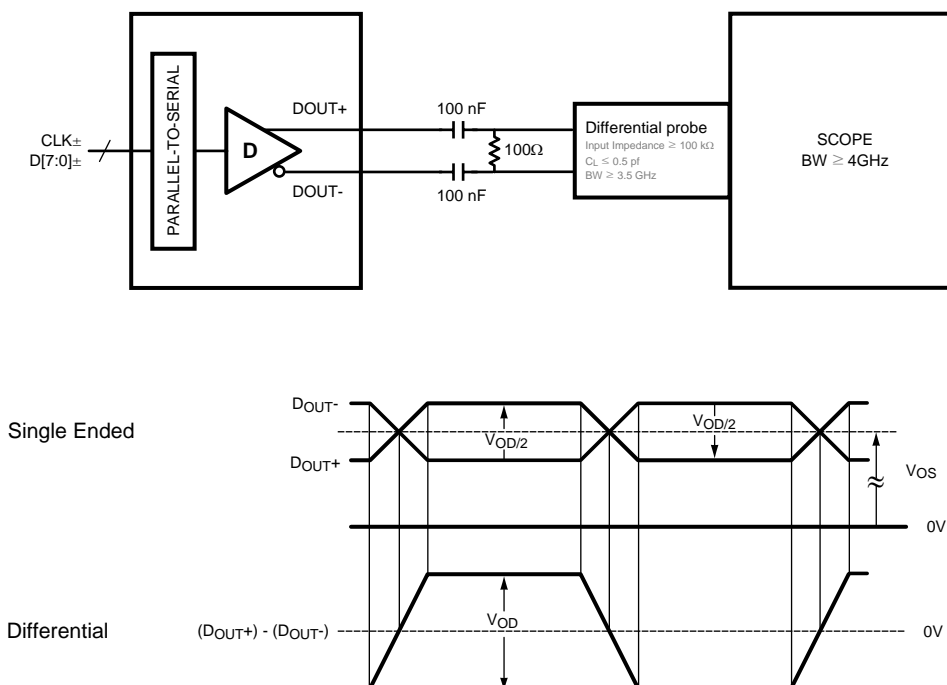 CLK±
D[7:0]±
PARALLEL-TO-SERIAL
D
DOUT+
DOUT-
100 nF
100Ω
100 nF
Differential probe
Input Impedance ≥ 100 kΩ
CL ≤ 0.5 pf
BW ≥ 3.5 GHz
SCOPE
BW ≥ 4GHz
Single Ended
DOUT-
DOUT+
VOD/2
VOD/2
VOS
0V
Differential
(DOUT+) - (DOUT-)
VOD
0V